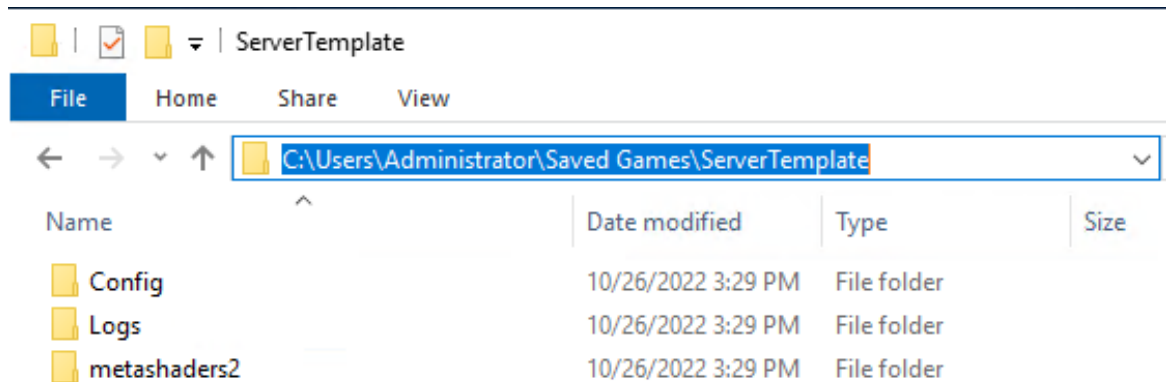 ServerTemplate
File Home Share View
C:\Users\Administrator\Saved Games\ServerTemplate
Name Date modified Type Size
Config 10/26/2022 3:29 PM File folder
Logs 10/26/2022 3:29 PM File folder
metashaders2 10/26/2022 3:29 PM File folder